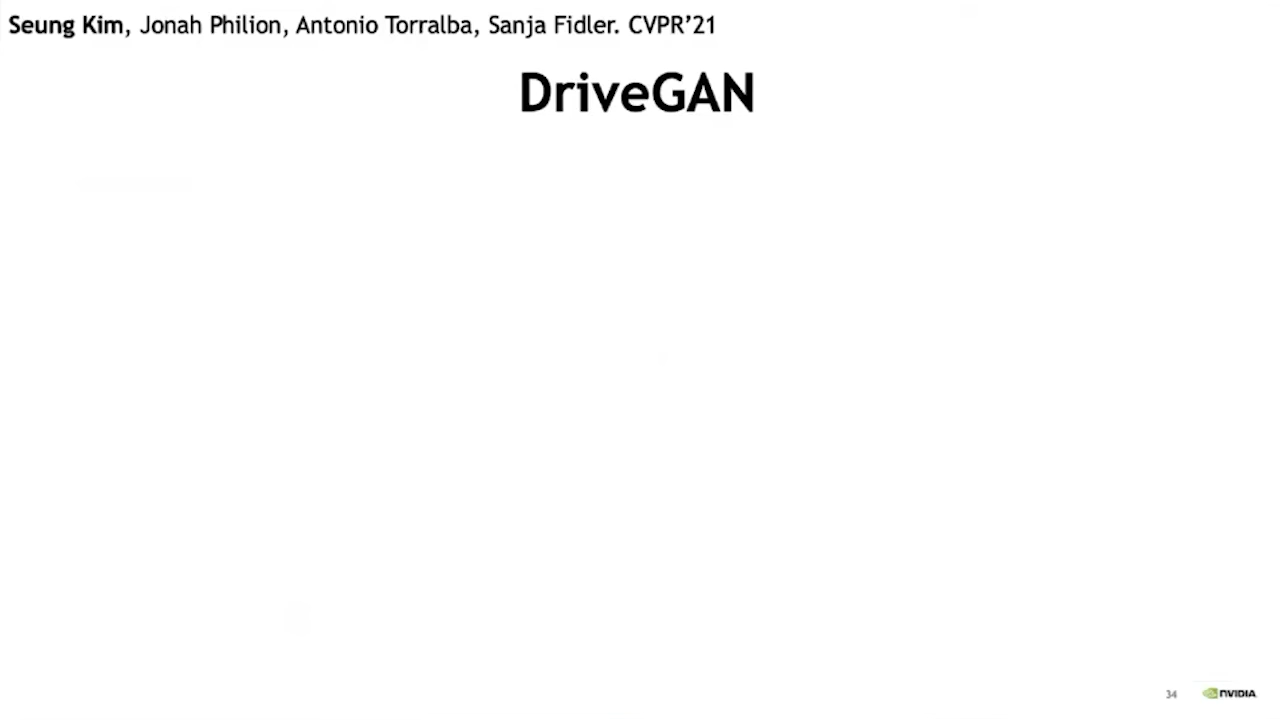 Seung Kim, Jonah Philion, Antonio Torralba, Sanja Fidler. CVPR’21
DriveGAN
34
NVIDIA